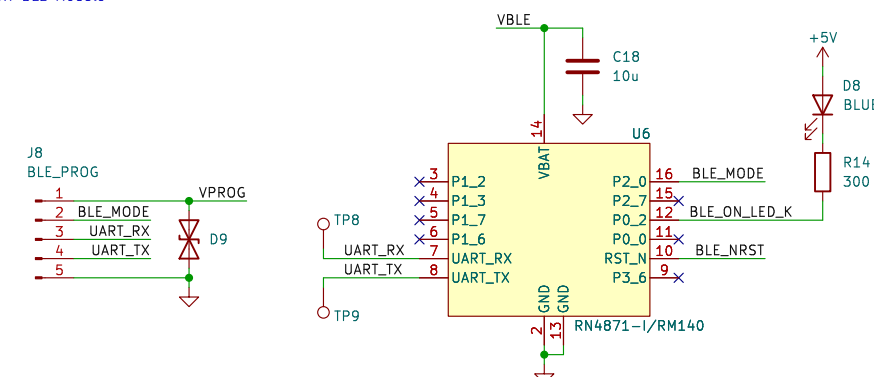 VBLE
C18
10u
+5V
D8
BLUE
R14
300
J8
BLE_PROG
1
2 BLE_MODE
3 UART_RX
4 UART_TX
5
VPROG
D9
TP8
UART_RX
UART_TX
TP9
U6
14
VBAT
3 P1_2
4 P1_3
5 P1_7
6 P1_6
7 UART_RX
8 UART_TX
P2_0 16 BLE_MODE
P2_7 15
P0_2 12 BLE_ON_LED_K
P0_0 11
RST_N 10 BLE_NRST
P3_6 9
GND GND
2 13
RN4871-I/RM140